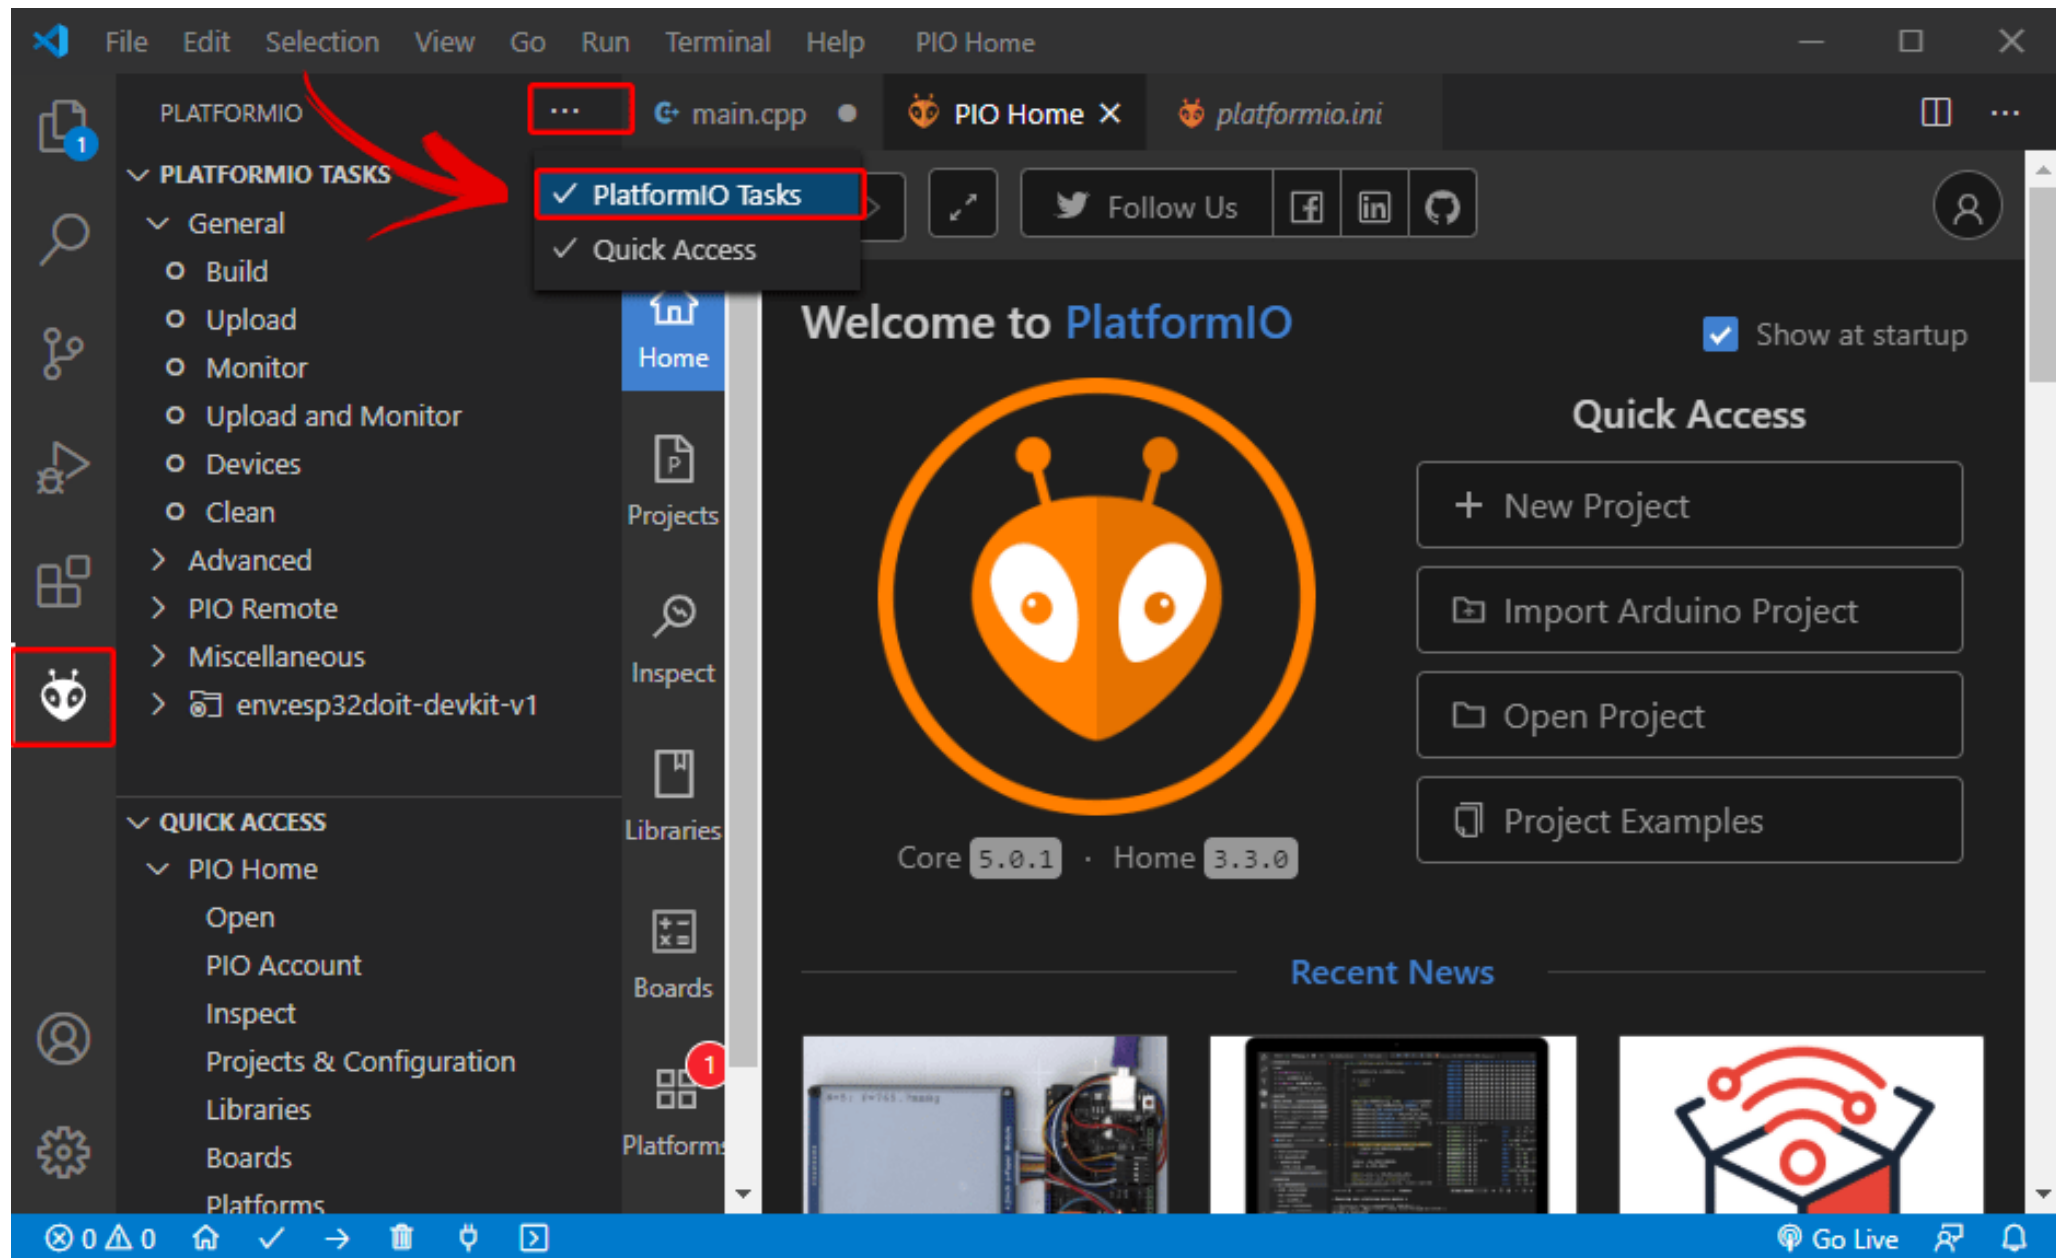 File Edit Selection View Go Run Terminal Help PIO Home
PLATFORMIO ···
main.cpp PIO Home platformio.ini
1
PLATFORMIO TASKS
General
Build
Upload
Monitor
Upload and Monitor
Devices
Clean
Advanced
PIO Remote
Miscellaneous
env:esp32doit-devkit-v1
QUICK ACCESS
PIO Home
Open
PIO Account
Inspect
Projects & Configuration
Libraries
Boards
Platforms
PlatformIO Tasks
Quick Access
Home
Projects
Inspect
Libraries
Boards
1
Platforms
Follow Us
Welcome to PlatformIO
Show at startup
Core 5.0.1 · Home 3.3.0
Quick Access
New Project
Import Arduino Project
Open Project
Project Examples
Recent News
0 0
Go Live